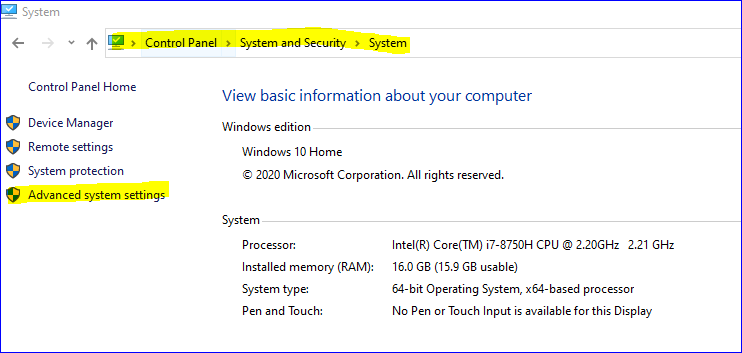 System
Control Panel > System and Security > System
Control Panel Home
Device Manager
Remote settings
System protection
Advanced system settings
View basic information about your computer
Windows edition
Windows 10 Home
© 2020 Microsoft Corporation. All rights reserved.
System
Processor: Intel(R) Core(TM) i7-8750H CPU @ 2.20GHz 2.21 GHz
Installed memory (RAM): 16.0 GB (15.9 GB usable)
System type: 64-bit Operating System, x64-based processor
Pen and Touch: No Pen or Touch Input is available for this Display